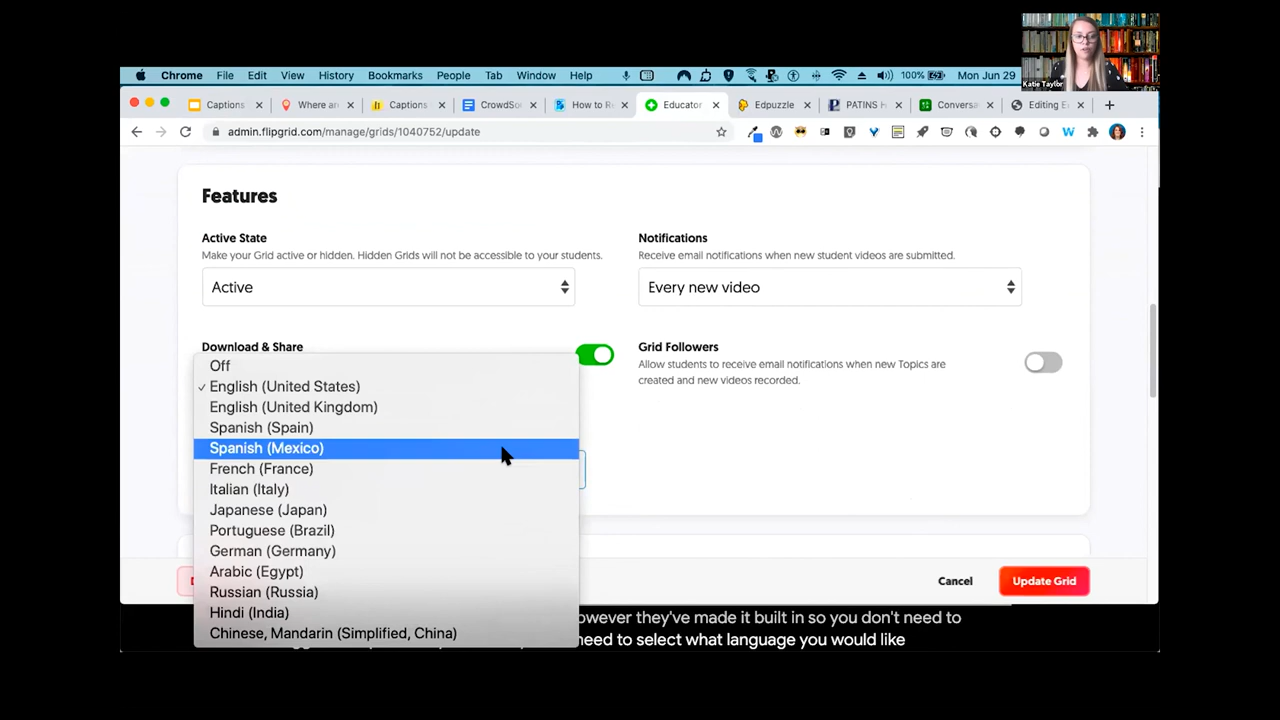 Katie Taylor
Chrome File Edit View History Bookmarks People Tab Window Help 100% Mon Jun 29
Captions Where an Captions CrowdSo How to R Educator Edpuzzle PATINS H Conversa Editing E
admin.flipgrid.com/manage/grids/1040752/update
Features
Active State
Make your Grid active or hidden. Hidden Grids will not be accessible to your students.
Active
Notifications
Receive email notifications when new student videos are submitted.
Every new video
Download & Share
Grid Followers
Allow students to receive email notifications when new Topics are
created and new videos recorded.
Off
✓ English (United States)
English (United Kingdom)
Spanish (Spain)
Spanish (Mexico)
French (France)
Italian (Italy)
Japanese (Japan)
Portuguese (Brazil)
German (Germany)
Arabic (Egypt)
Russian (Russia)
Hindi (India)
Chinese, Mandarin (Simplified, China)
Cancel
Update Grid
owever they've made it built in so you don't need to
need to select what language you would like